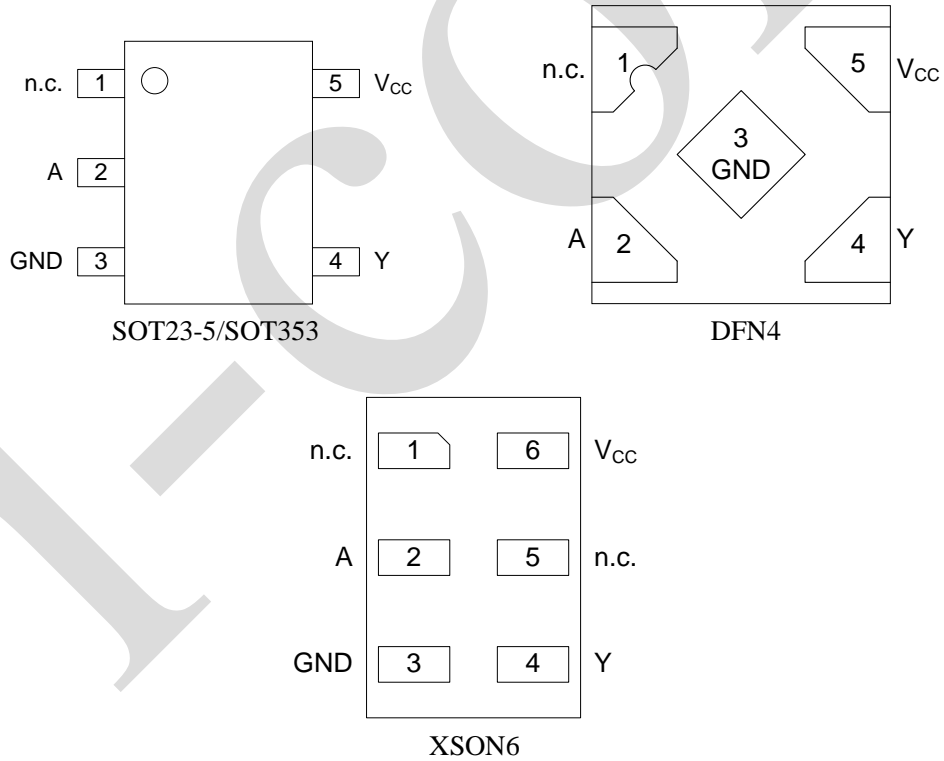 n.c. 1 5 VCC
A 2
GND 3 4 Y
SOT23-5/SOT353
n.c. 1 5 VCC
3
GND
A 2 4 Y
DFN4
n.c. 1 6 VCC
A 2 5 n.c.
GND 3 4 Y
XSON6